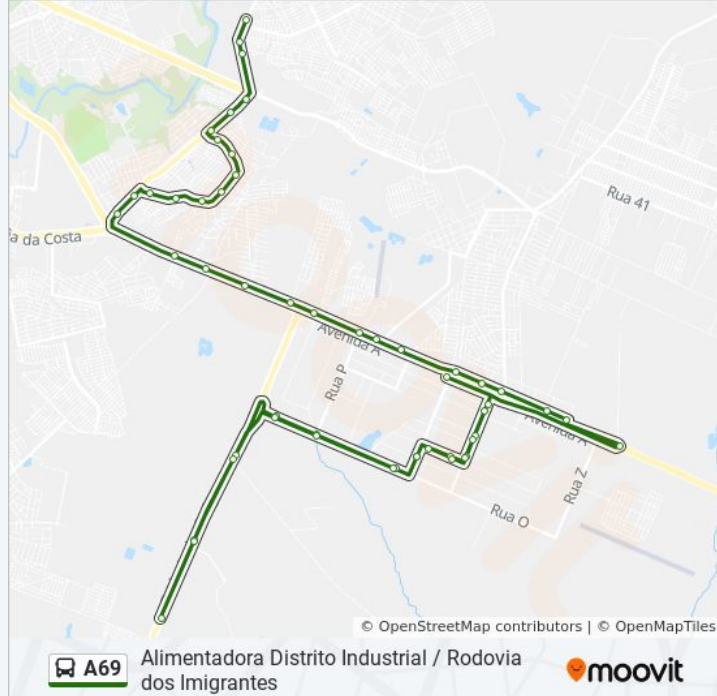 Rua 41
ia da Costa
Avenida A
Rua P
Avenida A
Rua Z
Rua O
© OpenStreetMap contributors | © OpenMapTiles
A69
Alimentadora Distrito Industrial / Rodovia
dos Imigrantes
moovit